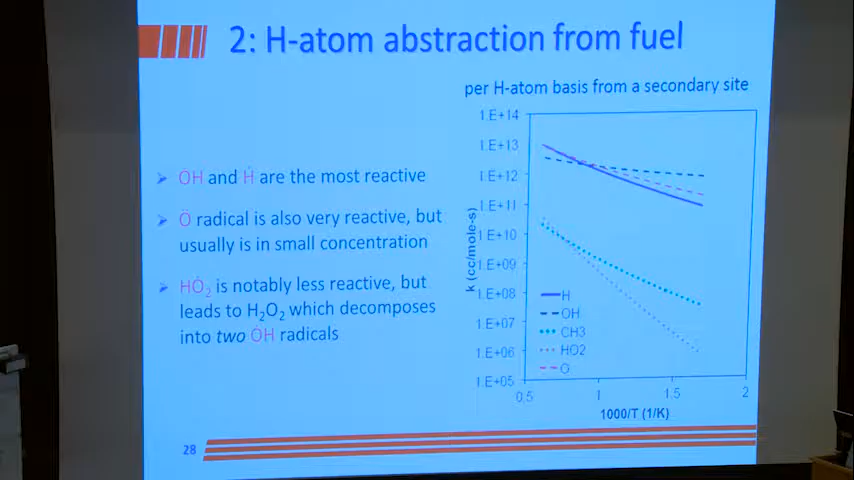 2: H-atom abstraction from fuel
per H-atom basis from a secondary site
➢ ȮH and Ḣ are the most reactive
➢ Ö radical is also very reactive, but
usually is in small concentration
➢ HȮ₂ is notably less reactive, but
leads to H₂O₂ which decomposes
into two ȮH radicals
k (cc/mole-s)
1.E+14
1.E+13
1.E+12
1.E+11
1.E+10
1.E+09
1.E+08
1.E+07
1.E+06
1.E+05
H
OH
CH3
HO2
O
0.5 1 1.5 2
1000/T (1/K)
28